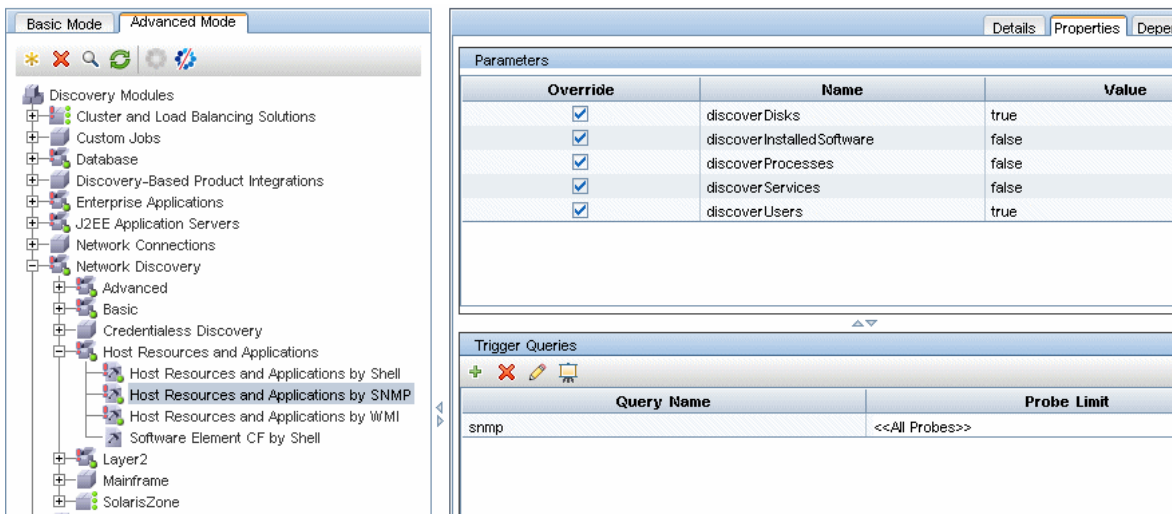 Basic Mode Advanced Mode
Discovery Modules
Cluster and Load Balancing Solutions
Custom Jobs
Database
Discovery-Based Product Integrations
Enterprise Applications
J2EE Application Servers
Network Connections
Network Discovery
Advanced
Basic
Credentialess Discovery
Host Resources and Applications
Host Resources and Applications by Shell
Host Resources and Applications by SNMP
Host Resources and Applications by WMI
Software Element CF by Shell
Layer2
Mainframe
SolarisZone
Details Properties Depe
Parameters
Override Name Value
discoverDisks true
discoverInstalledSoftware false
discoverProcesses false
discoverServices false
discoverUsers true
Trigger Queries
Query Name Probe Limit
snmp <<All Probes>>